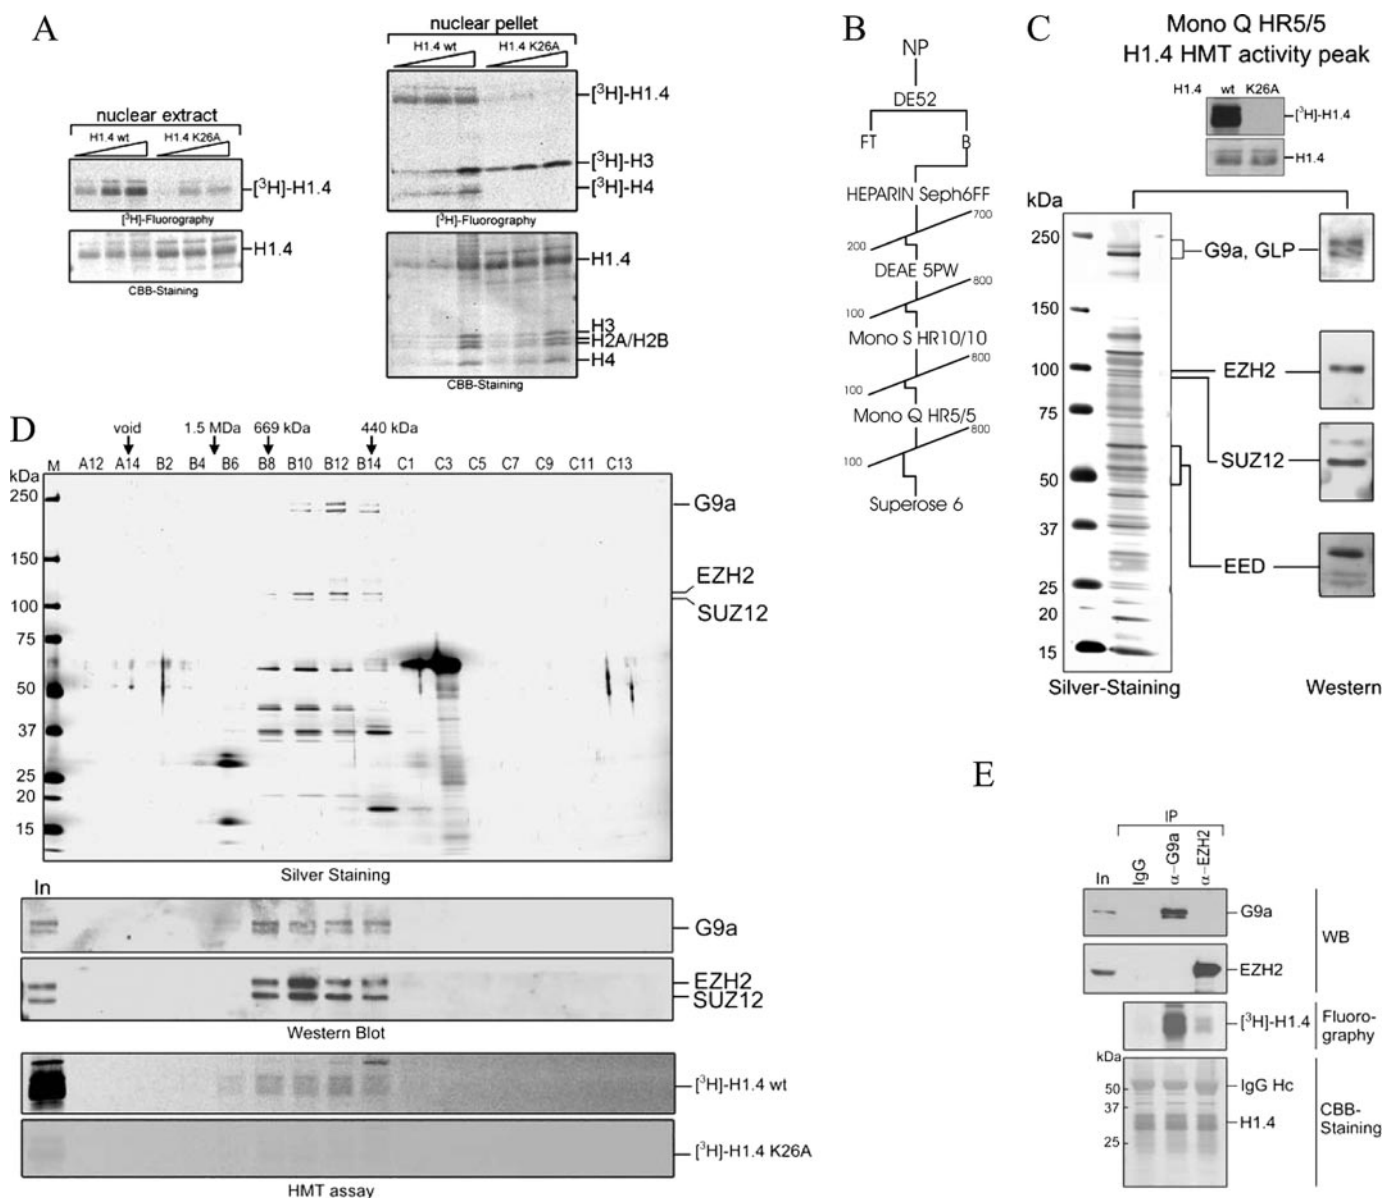 A
nuclear extract
H1.4 wt H1.4 K26A
[³H]-H1.4
[³H]-Fluorography
H1.4
CBB-Staining
nuclear pellet
H1.4 wt H1.4 K26A
[³H]-H1.4
[³H]-H3
[³H]-H4
[³H]-Fluorography
H1.4
H3
H2A/H2B
H4
CBB-Staining
B
NP
DE52
FT B
HEPARIN Seph6FF
700
200
DEAE 5PW
800
100
Mono S HR10/10
800
100
Mono Q HR5/5
800
100
Superose 6
C
Mono Q HR5/5
H1.4 HMT activity peak
H1.4 wt K26A
[³H]-H1.4
H1.4
kDa
250
150
100
75
50
37
25
20
15
G9a, GLP
EZH2
SUZ12
EED
Silver-Staining Western
D
void 1.5 MDa 669 kDa 440 kDa
kDa M A12 A14 B2 B4 B6 B8 B10 B12 B14 C1 C3 C5 C7 C9 C11 C13
250
150
100
75
50
37
25
20
15
G9a
EZH2
SUZ12
Silver Staining
In
G9a
EZH2
SUZ12
Western Blot
[³H]-H1.4 wt
[³H]-H1.4 K26A
HMT assay
E
IP
In IgG α-G9a α-EZH2
G9a
EZH2
WB
[³H]-H1.4
Fluoro-
graphy
kDa
50
37
25
IgG Hc
H1.4
CBB-
Staining